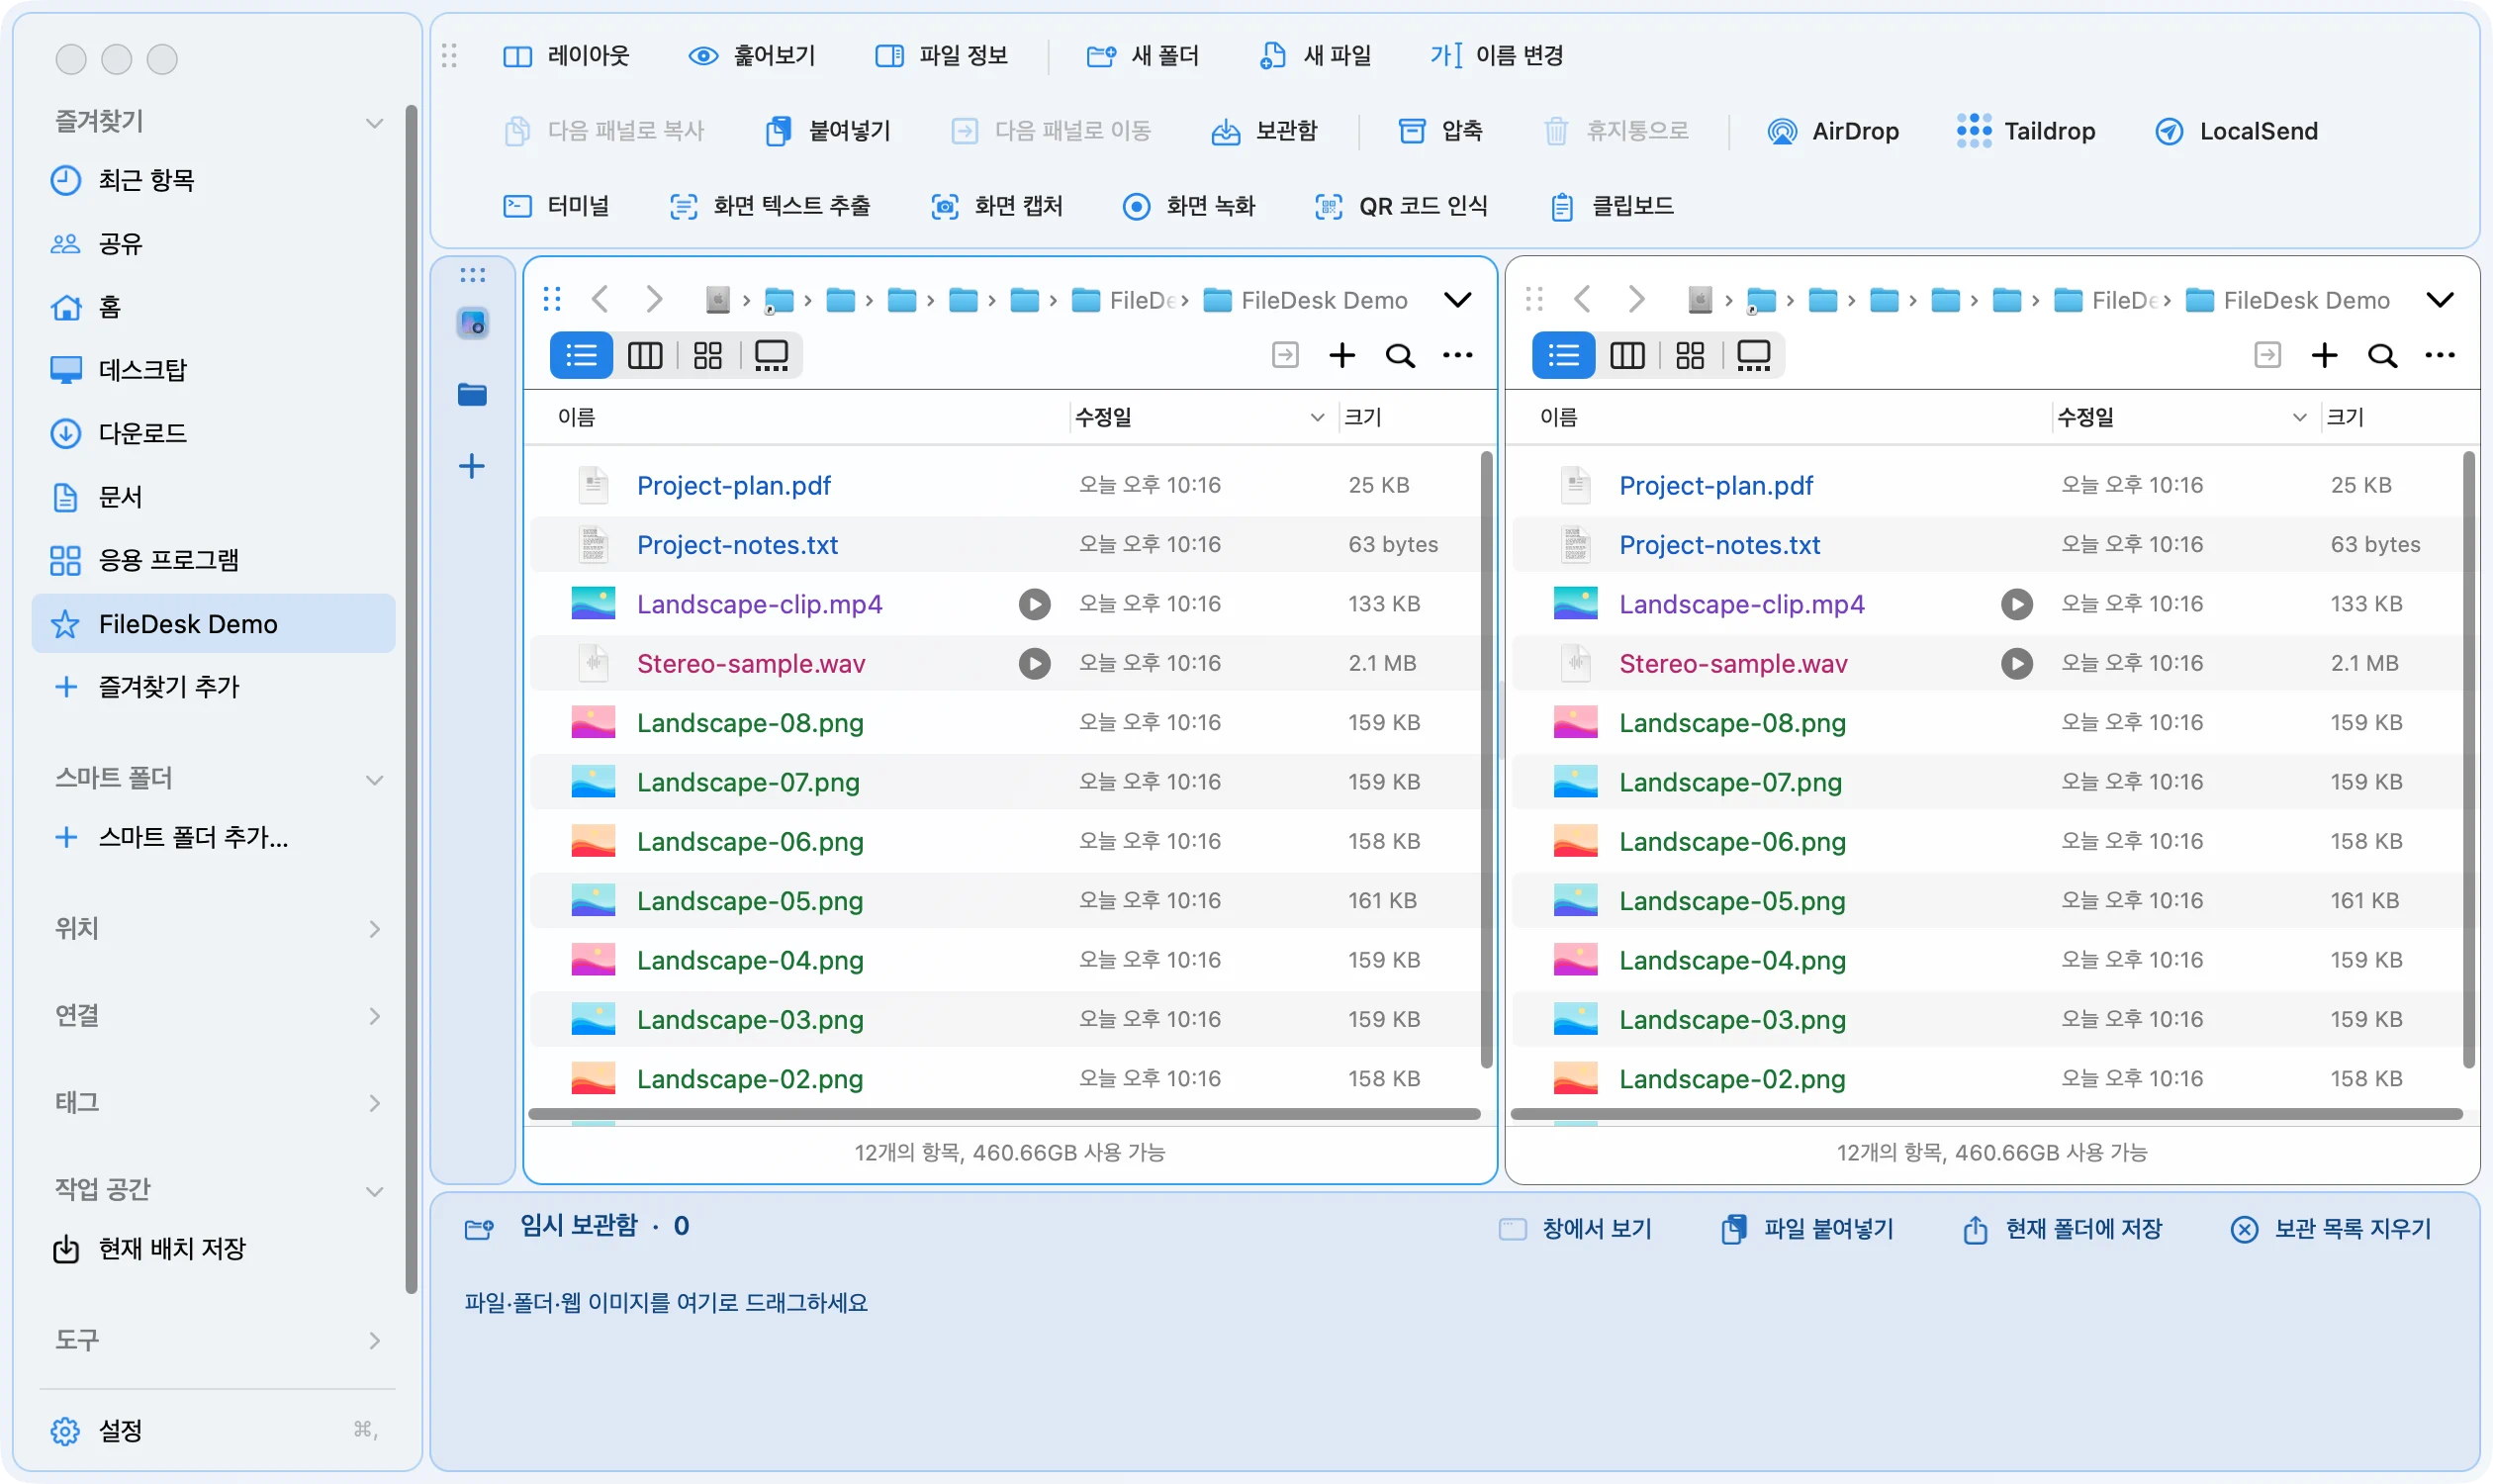 즐겨찾기
최근 항목
공유
홈
데스크탑
다운로드
문서
응용 프로그램
FileDesk Demo
즐겨찾기 추가
스마트 폴더
스마트 폴더 추가...
위치
연결
태그
작업 공간
현재 배치 저장
도구
설정 ⌘,
레이아웃 훑어보기 파일 정보 새 폴더 새 파일 가 이름 변경
다음 패널로 복사 붙여넣기 다음 패널로 이동 보관함 압축 휴지통으로 AirDrop Taildrop LocalSend
터미널 화면 텍스트 추출 화면 캡처 화면 녹화 QR 코드 인식 클립보드
FileDe FileDesk Demo
이름 수정일 크기
Project-plan.pdf 오늘 오후 10:16 25 KB
Project-notes.txt 오늘 오후 10:16 63 bytes
Landscape-clip.mp4 오늘 오후 10:16 133 KB
Stereo-sample.wav 오늘 오후 10:16 2.1 MB
Landscape-08.png 오늘 오후 10:16 159 KB
Landscape-07.png 오늘 오후 10:16 159 KB
Landscape-06.png 오늘 오후 10:16 158 KB
Landscape-05.png 오늘 오후 10:16 161 KB
Landscape-04.png 오늘 오후 10:16 159 KB
Landscape-03.png 오늘 오후 10:16 159 KB
Landscape-02.png 오늘 오후 10:16 158 KB
12개의 항목, 460.66GB 사용 가능
FileDe FileDesk Demo
이름 수정일 크기
Project-plan.pdf 오늘 오후 10:16 25 KB
Project-notes.txt 오늘 오후 10:16 63 bytes
Landscape-clip.mp4 오늘 오후 10:16 133 KB
Stereo-sample.wav 오늘 오후 10:16 2.1 MB
Landscape-08.png 오늘 오후 10:16 159 KB
Landscape-07.png 오늘 오후 10:16 159 KB
Landscape-06.png 오늘 오후 10:16 158 KB
Landscape-05.png 오늘 오후 10:16 161 KB
Landscape-04.png 오늘 오후 10:16 159 KB
Landscape-03.png 오늘 오후 10:16 159 KB
Landscape-02.png 오늘 오후 10:16 158 KB
12개의 항목, 460.66GB 사용 가능
임시 보관함 · 0 창에서 보기 파일 붙여넣기 현재 폴더에 저장 보관 목록 지우기
파일·폴더·웹 이미지를 여기로 드래그하세요